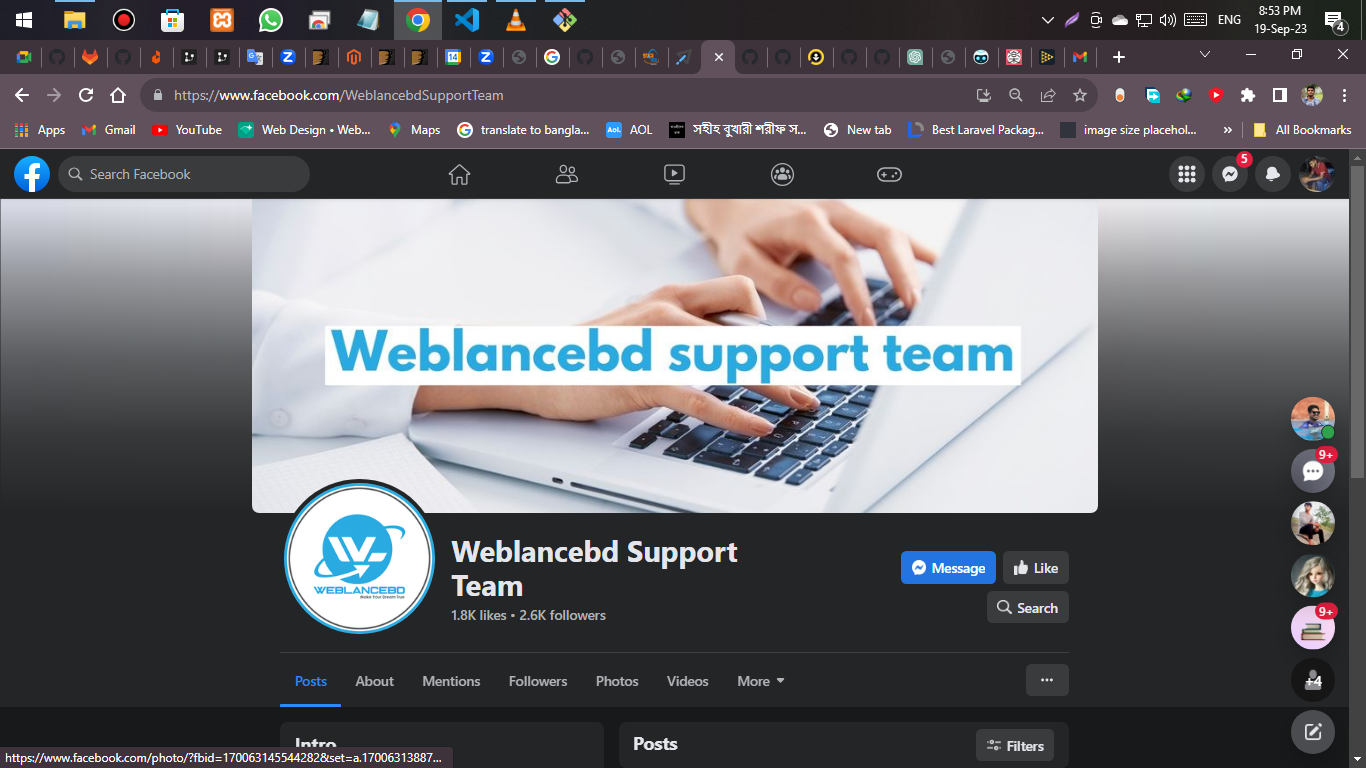 ENG
8:53 PM
19-Sep-23
4
14
https://www.facebook.com/WeblancebdSupportTeam
Apps
Gmail
YouTube
Web Design • Web...
Maps
translate to bangla...
Aol.
AOL
সহীহ বুখারী শরীফ স...
New tab
Best Laravel Packag...
image size placehol...
»
All Bookmarks
Search Facebook
5
Weblancebd support team
WEBLANCEBD
Make Your Dream True
Weblancebd Support
Team
1.8K likes • 2.6K followers
Message
Like
Search
9+
9+
+4
Posts
About
Mentions
Followers
Photos
Videos
More
Intro
Posts
Filters
https://www.facebook.com/photo/?fbid=170063145544282&set=a.17006313887...